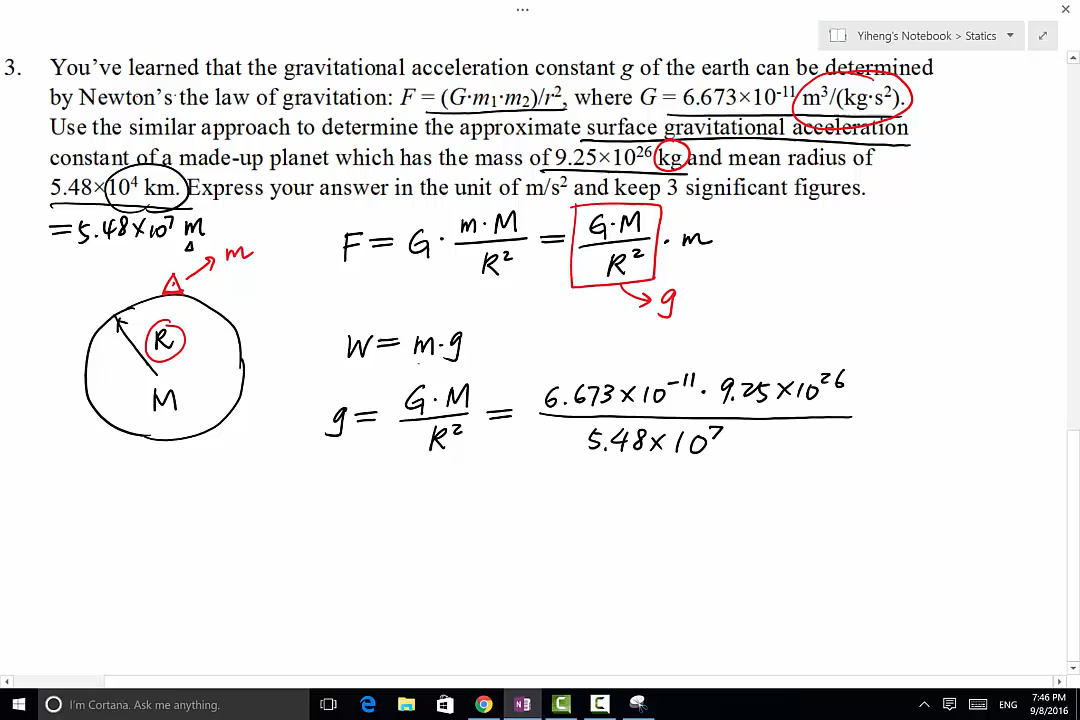 Yiheng's Notebook > Statics
3. You've learned that the gravitational acceleration constant g of the earth can be determined
by Newton's the law of gravitation: F = (G·m₁·m₂)/r², where G = 6.673×10⁻¹¹ m³/(kg·s²).
Use the similar approach to determine the approximate surface gravitational acceleration
constant of a made-up planet which has the mass of 9.25×10²⁶ kg and mean radius of
5.48×10⁴ km. Express your answer in the unit of m/s² and keep 3 significant figures.
= 5.48×10⁷ m
m
F = G · m·M / R² = G·M / R² · m
g
R
M
W = m·g
g = G·M / R² = 6.673×10⁻¹¹ · 9.25×10²⁶ / 5.48×10⁷
I'm Cortana. Ask me anything.
ENG
7:46 PM
9/8/2016